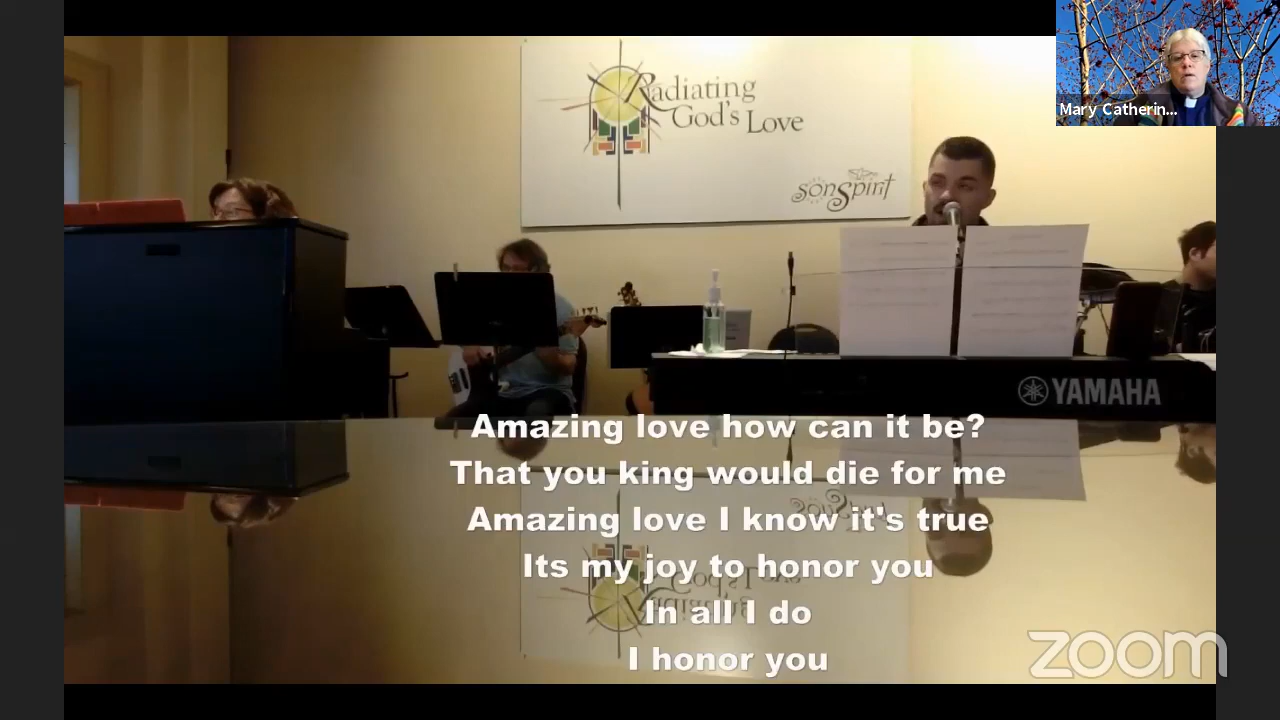 Radiating
God's Love
sonSpirit
Mary Catherin...
YAMAHA
Amazing love how can it be?
That you king would die for me
Amazing love I know it's true
Its my joy to honor you
In all I do
I honor you
zoom